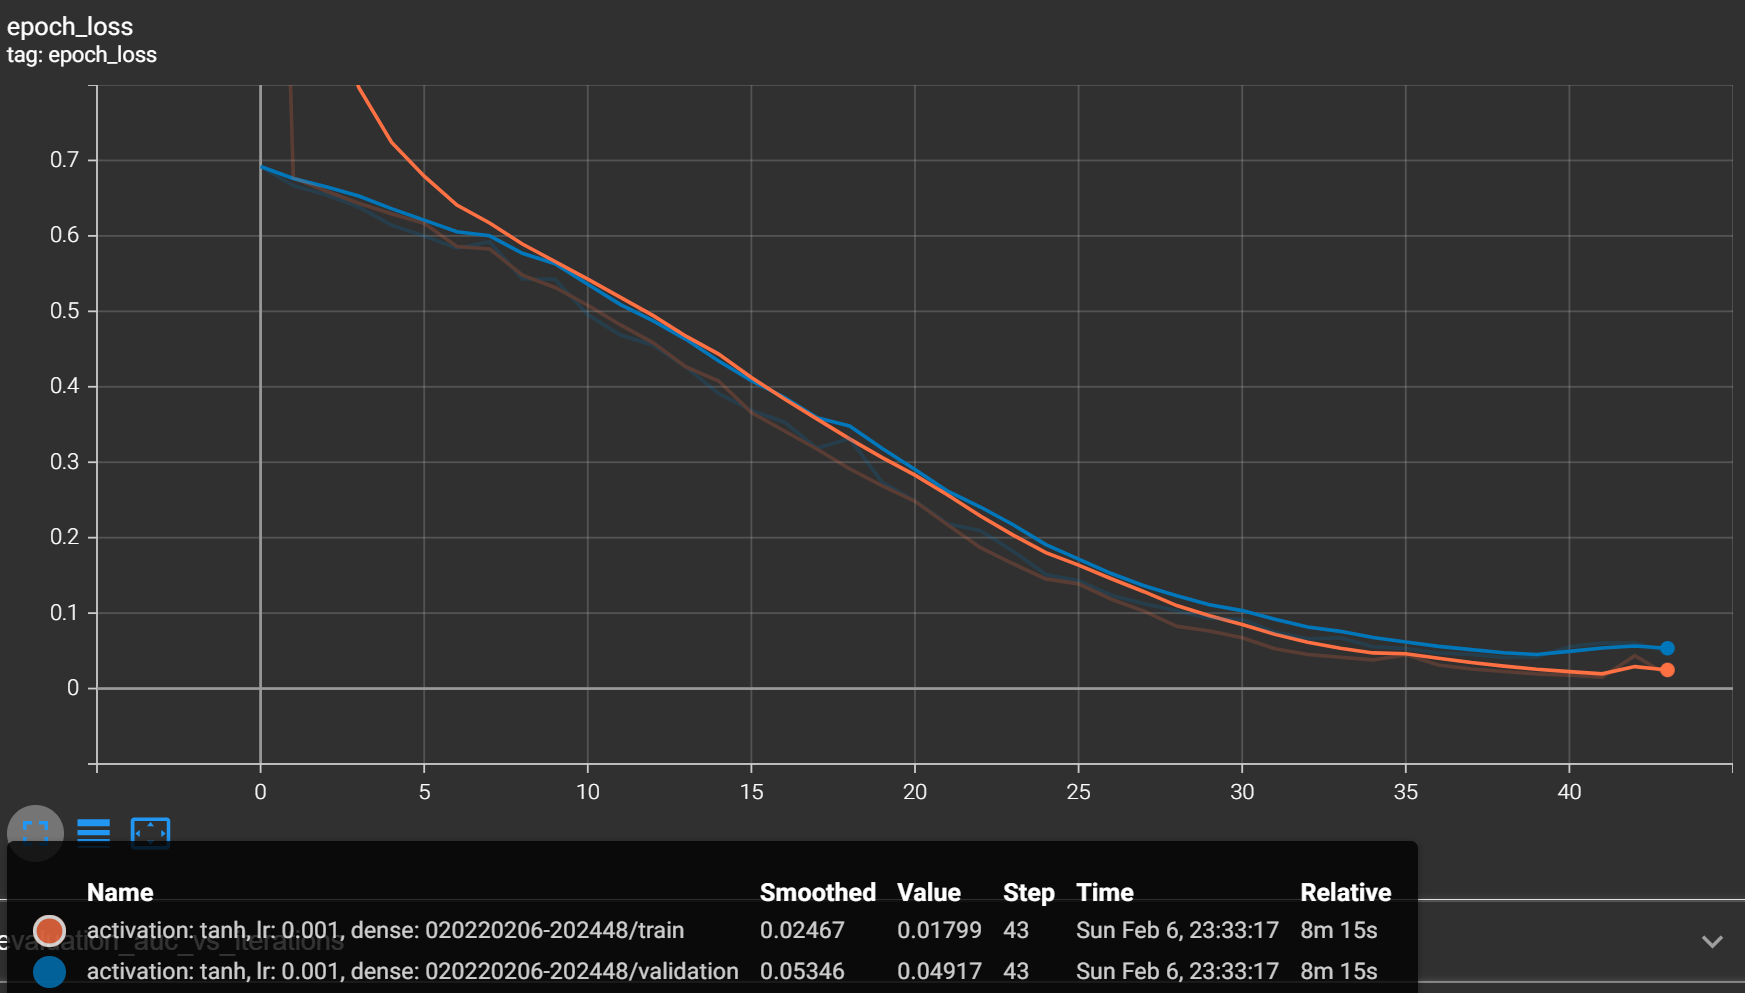 epoch_loss
tag: epoch_loss
0.7
0.6
0.5
0.4
0.3
0.2
0.1
0
0 5 10 15 20 25 30 35 40
Name Smoothed Value Step Time Relative
activation: tanh, lr: 0.001, dense: 020220206-202448/train 0.02467 0.01799 43 Sun Feb 6, 23:33:17 8m 15s
evaluation_auc_vs_iterations
activation: tanh, lr: 0.001, dense: 020220206-202448/validation 0.05346 0.04917 43 Sun Feb 6, 23:33:17 8m 15s